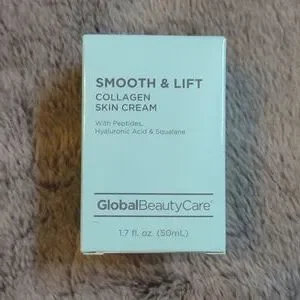 SMOOTH & LIFT
COLLAGEN
SKIN CREAM
With Peptides,
Hyaluronic Acid & Squalane
GlobalBeautyCare®
1.7 fl. oz. (50mL)